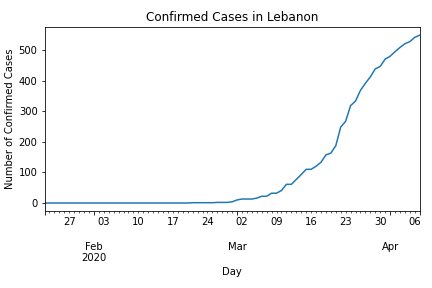 Confirmed Cases in Lebanon
Number of Confirmed Cases
500
400
300
200
100
0
27 03 10 17 24 02 09 16 23 30 06
Feb Mar Apr
2020
Day